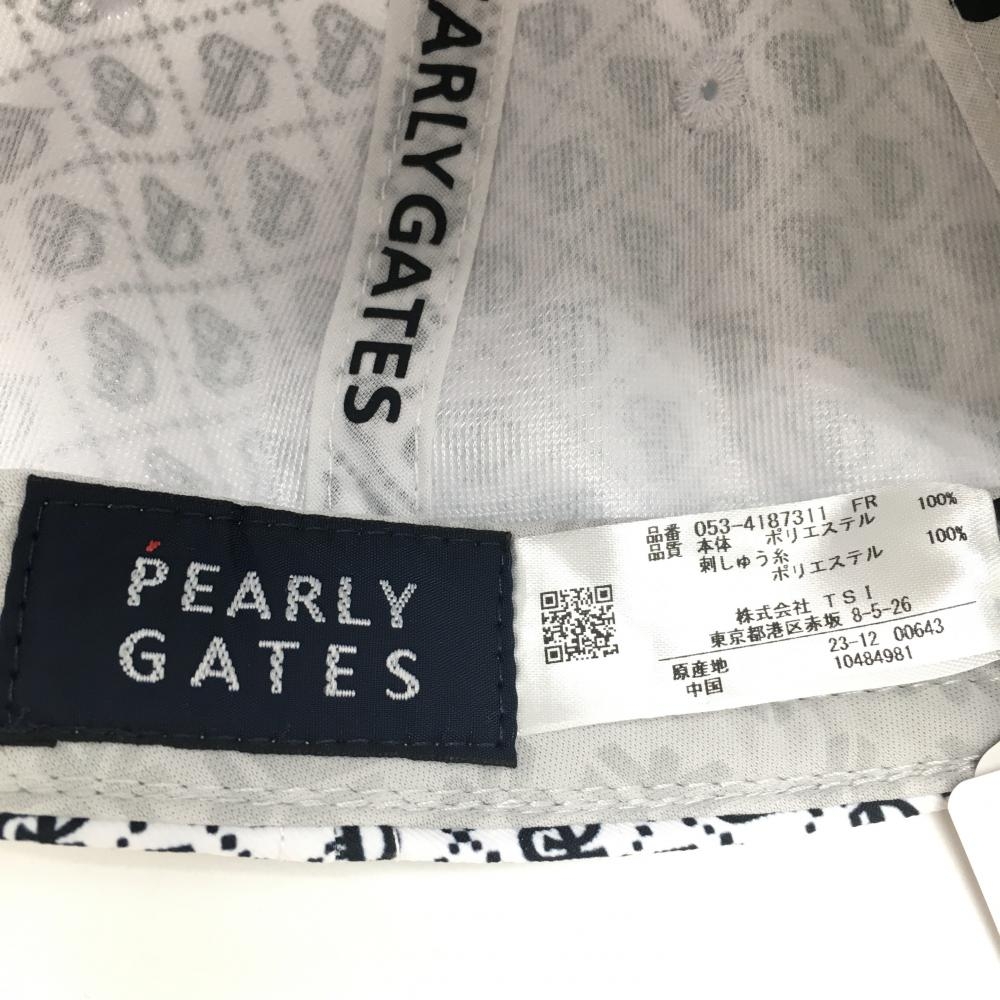 EARLYGATES
PEARLY
GATES
品番 053-4187311 FR
品質 本体 ポリエステル 100%
刺しゅう糸
ポリエステル 100%
株式会社 TSI
東京都港区赤坂 8-5-26
23-12 00643
原産地 10484981
中国